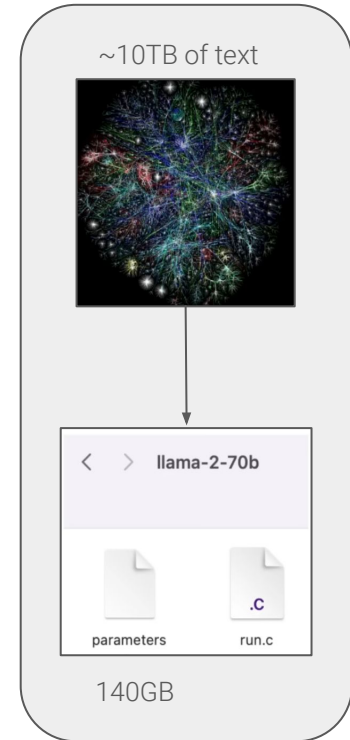 ~10TB of text
< > llama-2-70b
.C
parameters run.c
140GB